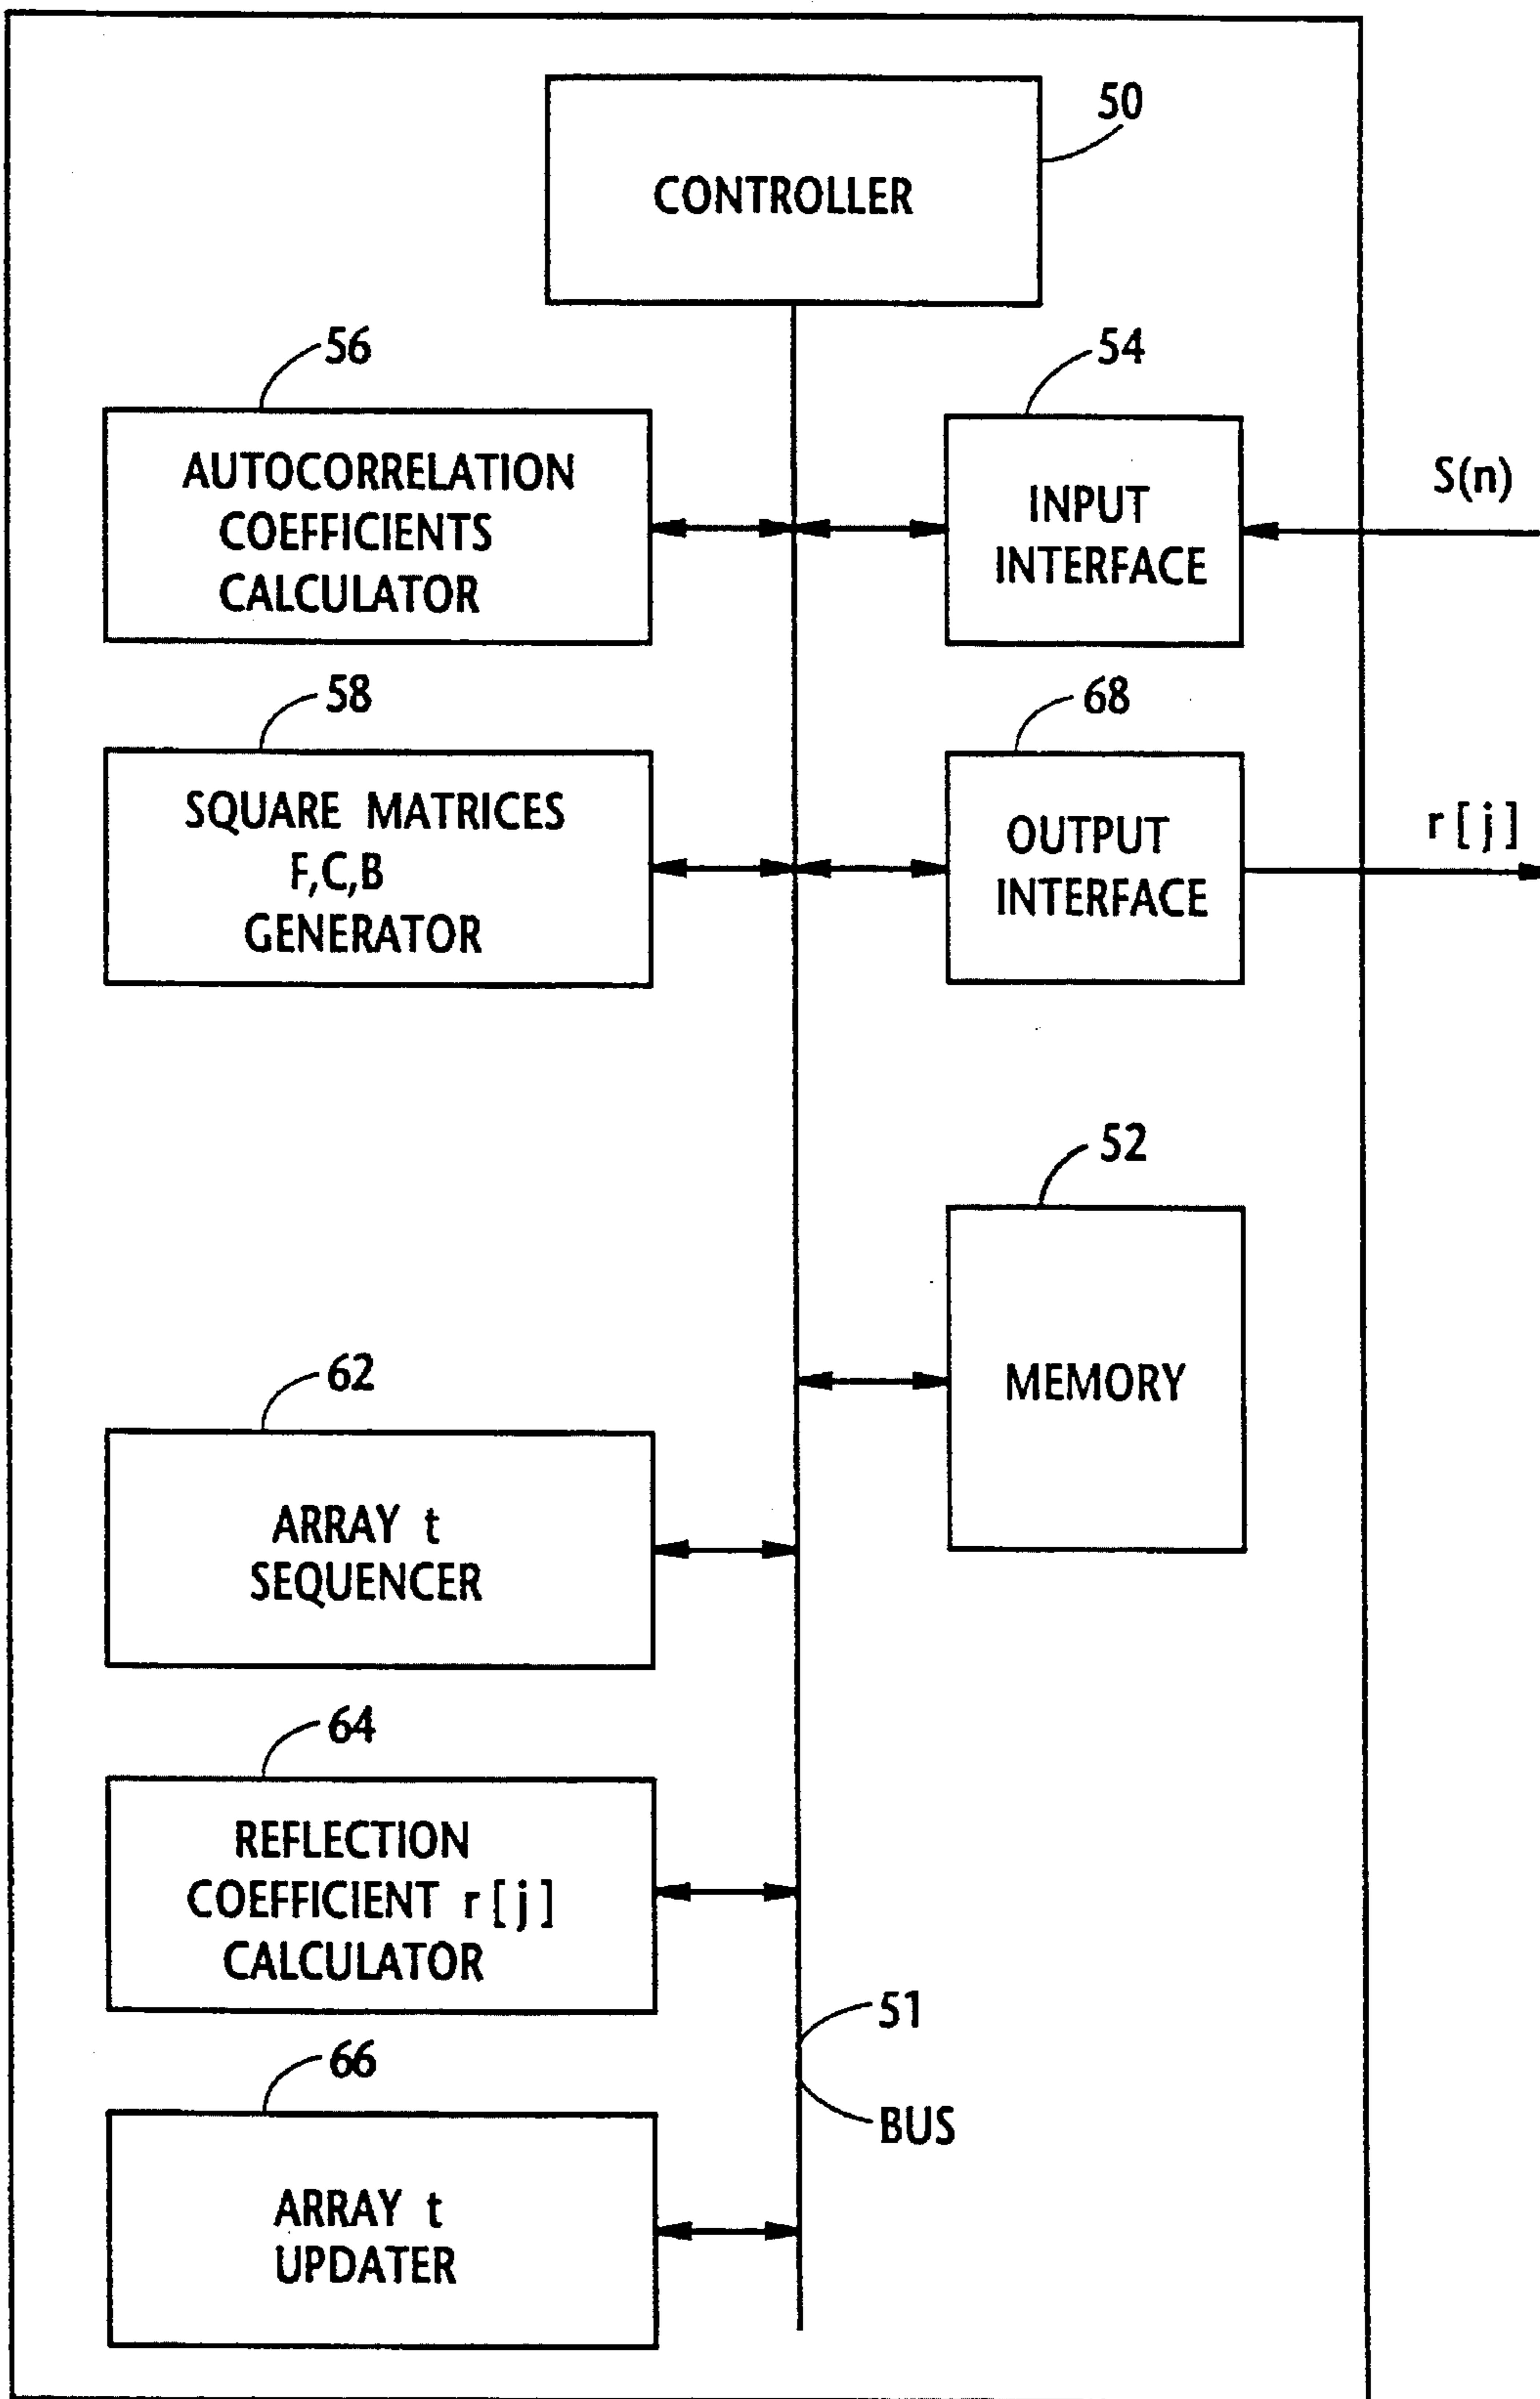 50
CONTROLLER
56
54
AUTOCORRELATION
COEFFICIENTS
CALCULATOR
INPUT
INTERFACE
S(n)
58
68
SQUARE MATRICES
F,C,B
GENERATOR
OUTPUT
INTERFACE
r[j]
52
MEMORY
62
ARRAY t
SEQUENCER
64
REFLECTION
COEFFICIENT r[j]
CALCULATOR
51
BUS
66
ARRAY t
UPDATER